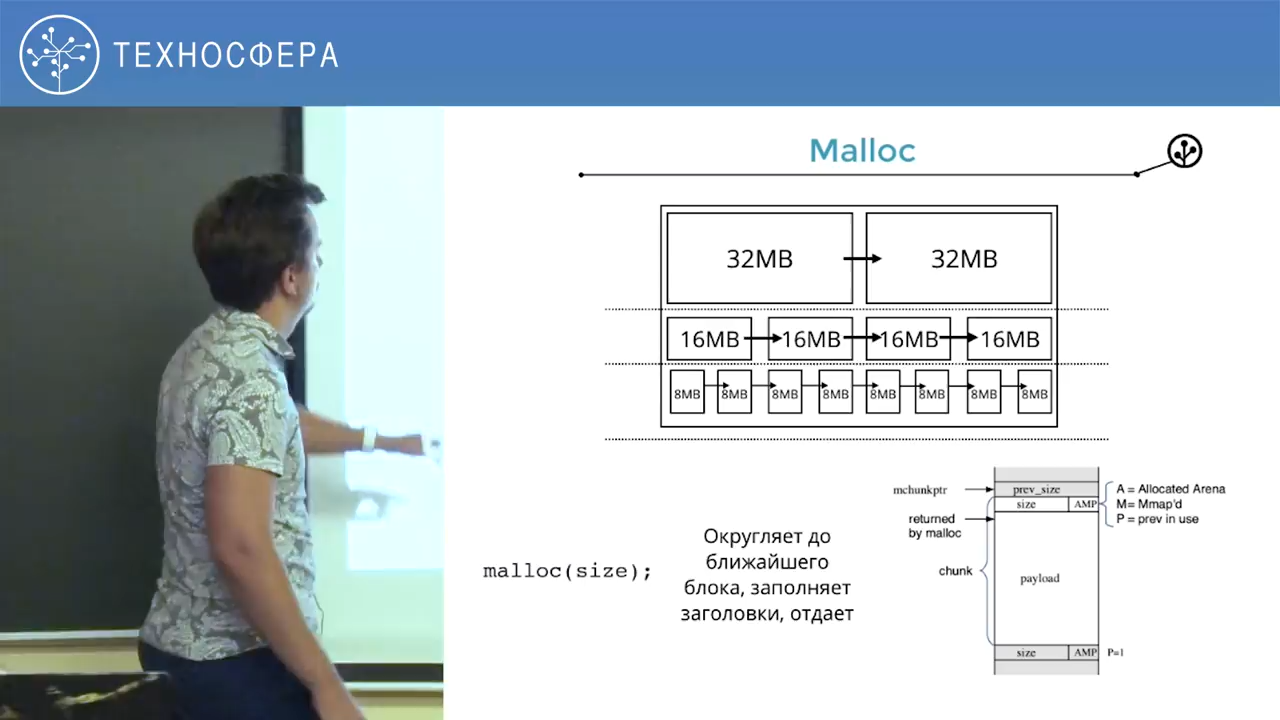 ТЕХНОСФЕРА
Malloc
32MB 32MB
16MB 16MB 16MB 16MB
8MB 8MB 8MB 8MB 8MB 8MB 8MB 8MB
mchunkptr prev_size A = Allocated Arena
size AMP M= Mmap'd
returned P = prev in use
by malloc
malloc(size);
Округляет до
ближайшего
блока, заполняет
заголовки, отдает
chunk payload
size AMP P=1